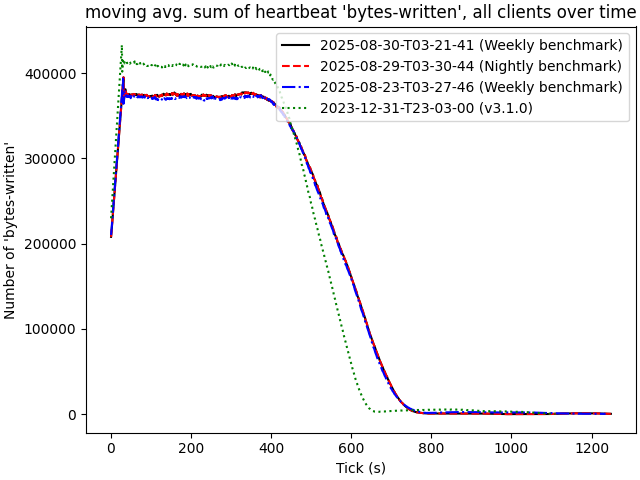 moving avg. sum of heartbeat 'bytes-written', all clients over time
2025-08-30-T03-21-41 (Weekly benchmark)
2025-08-29-T03-30-44 (Nightly benchmark)
2025-08-23-T03-27-46 (Weekly benchmark)
2023-12-31-T23-03-00 (v3.1.0)
Number of 'bytes-written'
400000
300000
200000
100000
0
0 200 400 600 800 1000 1200
Tick (s)